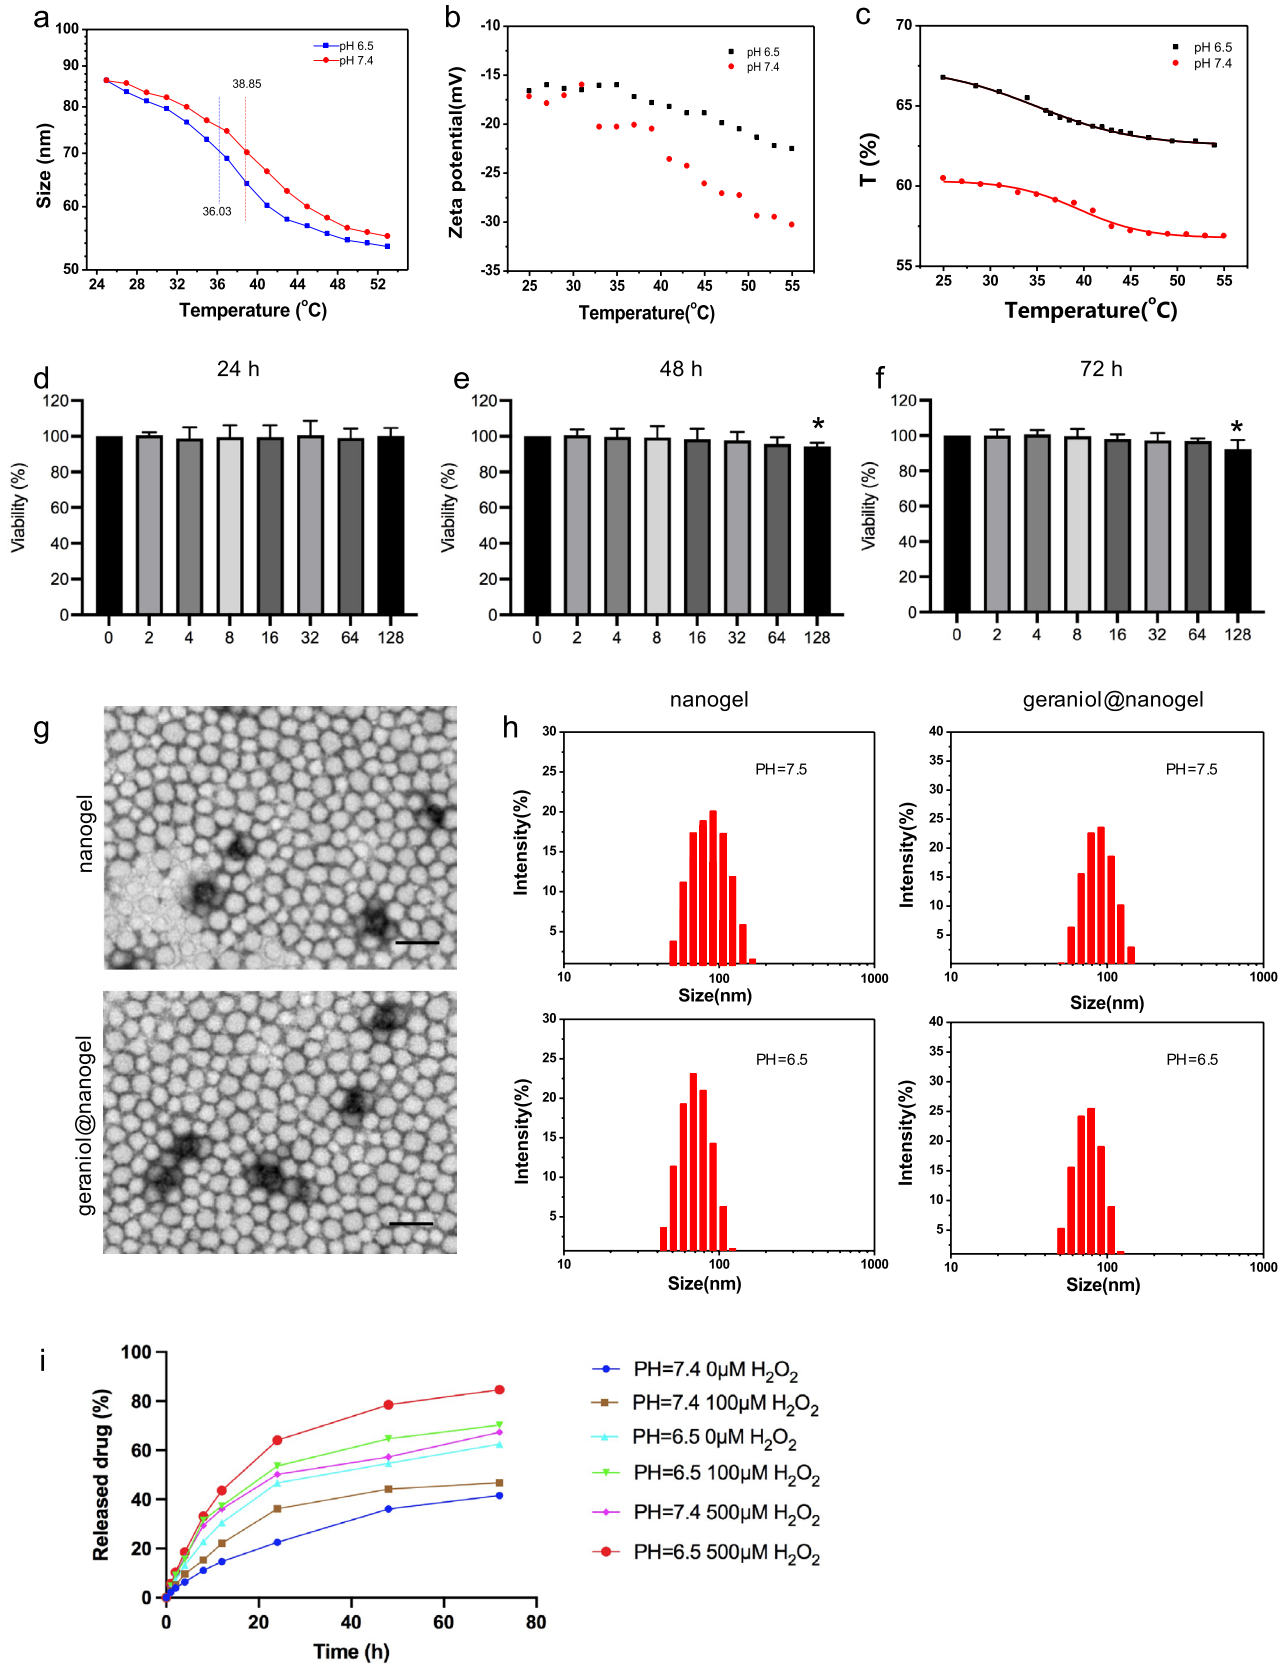 a
100
90
80
70
60
50
Size (nm)
pH 6.5
pH 7.4
38.85
36.03
24 28 32 36 40 44 48 52
Temperature (°C)
b
-10
-15
-20
-25
-30
-35
Zeta potential(mV)
pH 6.5
pH 7.4
25 30 35 40 45 50 55
Temperature(°C)
c
70
65
60
55
T (%)
pH 6.5
pH 7.4
25 30 35 40 45 50 55
Temperature(°C)
d
24 h
120
100
80
60
40
20
0
Viability (%)
0 2 4 8 16 32 64 128
e
48 h
120
100
80
60
40
20
0
Viability (%)
*
0 2 4 8 16 32 64 128
f
72 h
120
100
80
60
40
20
0
Viability (%)
*
0 2 4 8 16 32 64 128
g
nanogel
geraniol@nanogel
h
nanogel
30
25
20
15
10
5
Intensity(%)
PH=7.5
10 100 1000
Size(nm)
geraniol@nanogel
40
35
30
25
20
15
10
5
Intensity(%)
PH=7.5
10 100 1000
Size(nm)
30
25
20
15
10
5
Intensity(%)
PH=6.5
10 100 1000
Size(nm)
40
35
30
25
20
15
10
5
Intensity(%)
PH=6.5
10 100 1000
Size(nm)
i
100
80
60
40
20
0
Released drug (%)
0 20 40 60 80
Time (h)
PH=7.4 0μM H₂O₂
PH=7.4 100μM H₂O₂
PH=6.5 0μM H₂O₂
PH=6.5 100μM H₂O₂
PH=7.4 500μM H₂O₂
PH=6.5 500μM H₂O₂